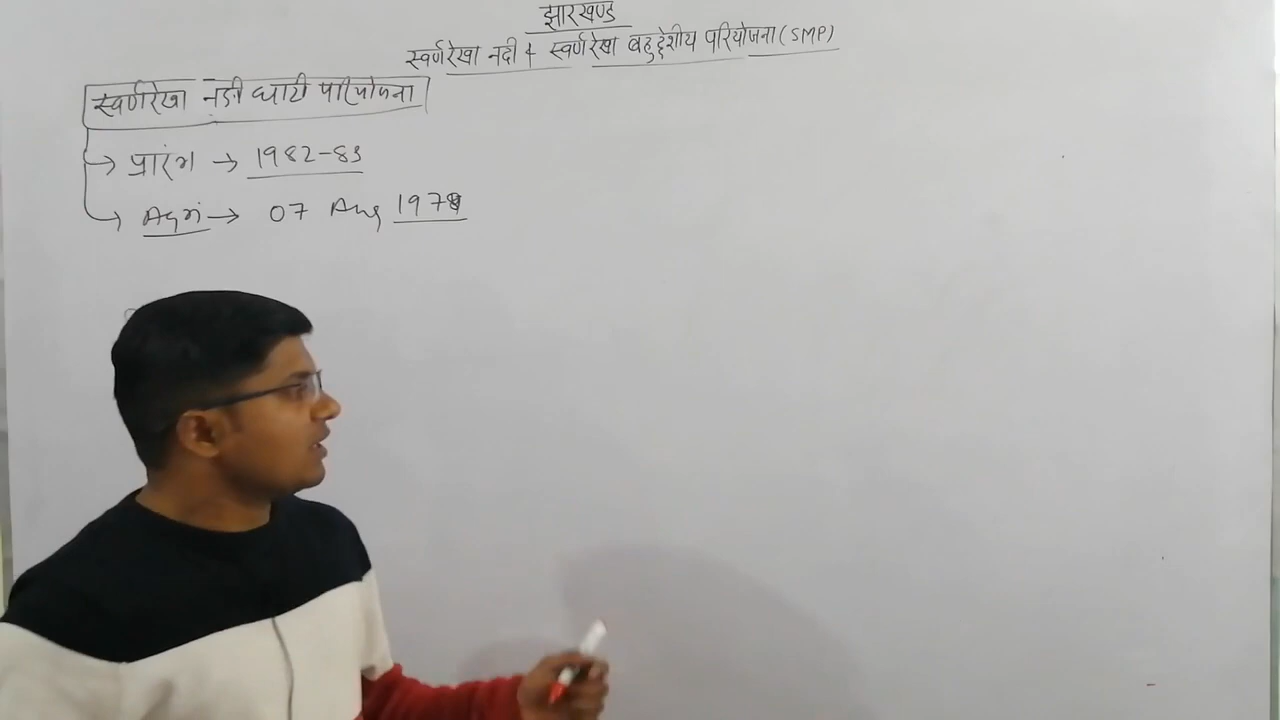 झारखण्ड
स्वर्णरेखा नदी + स्वर्णरेखा बहुद्देशीय परियोजना (SMP)
स्वर्णरेखा नदी घाटी परियोजना
→ प्रारंभ → 1982-83
→ → 07 Aug 1978